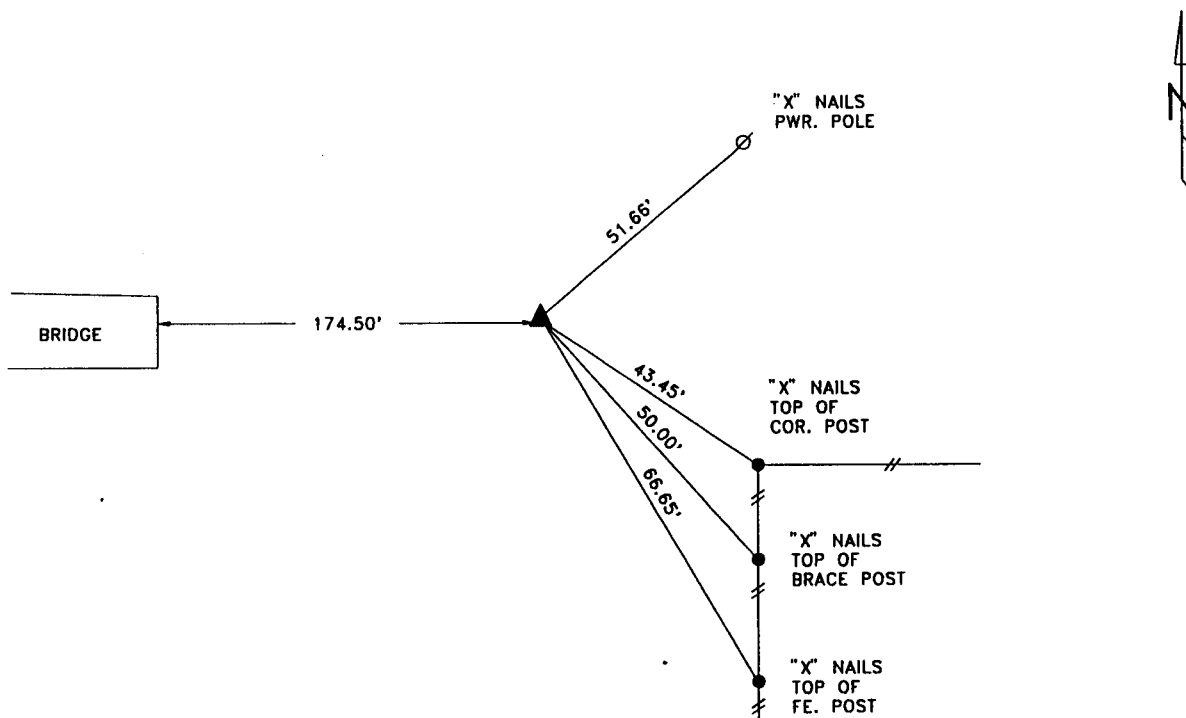 "X" NAILS
PWR. POLE
51.66'
BRIDGE
174.50'
43.45'
50.00'
66.65'
"X" NAILS
TOP OF
COR. POST
"X" NAILS
TOP OF
BRACE POST
"X" NAILS
TOP OF
FE. POST